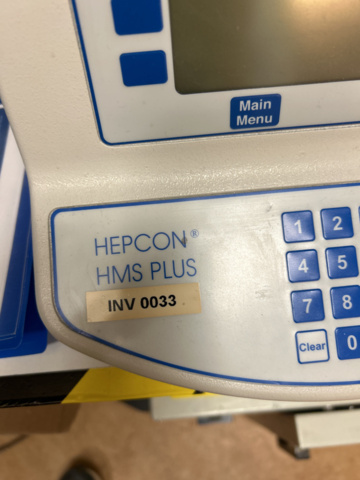 Main
Menu
HEPCON®
HMS PLUS
INV 0033
1 2
4 5
7 8
Clear 0